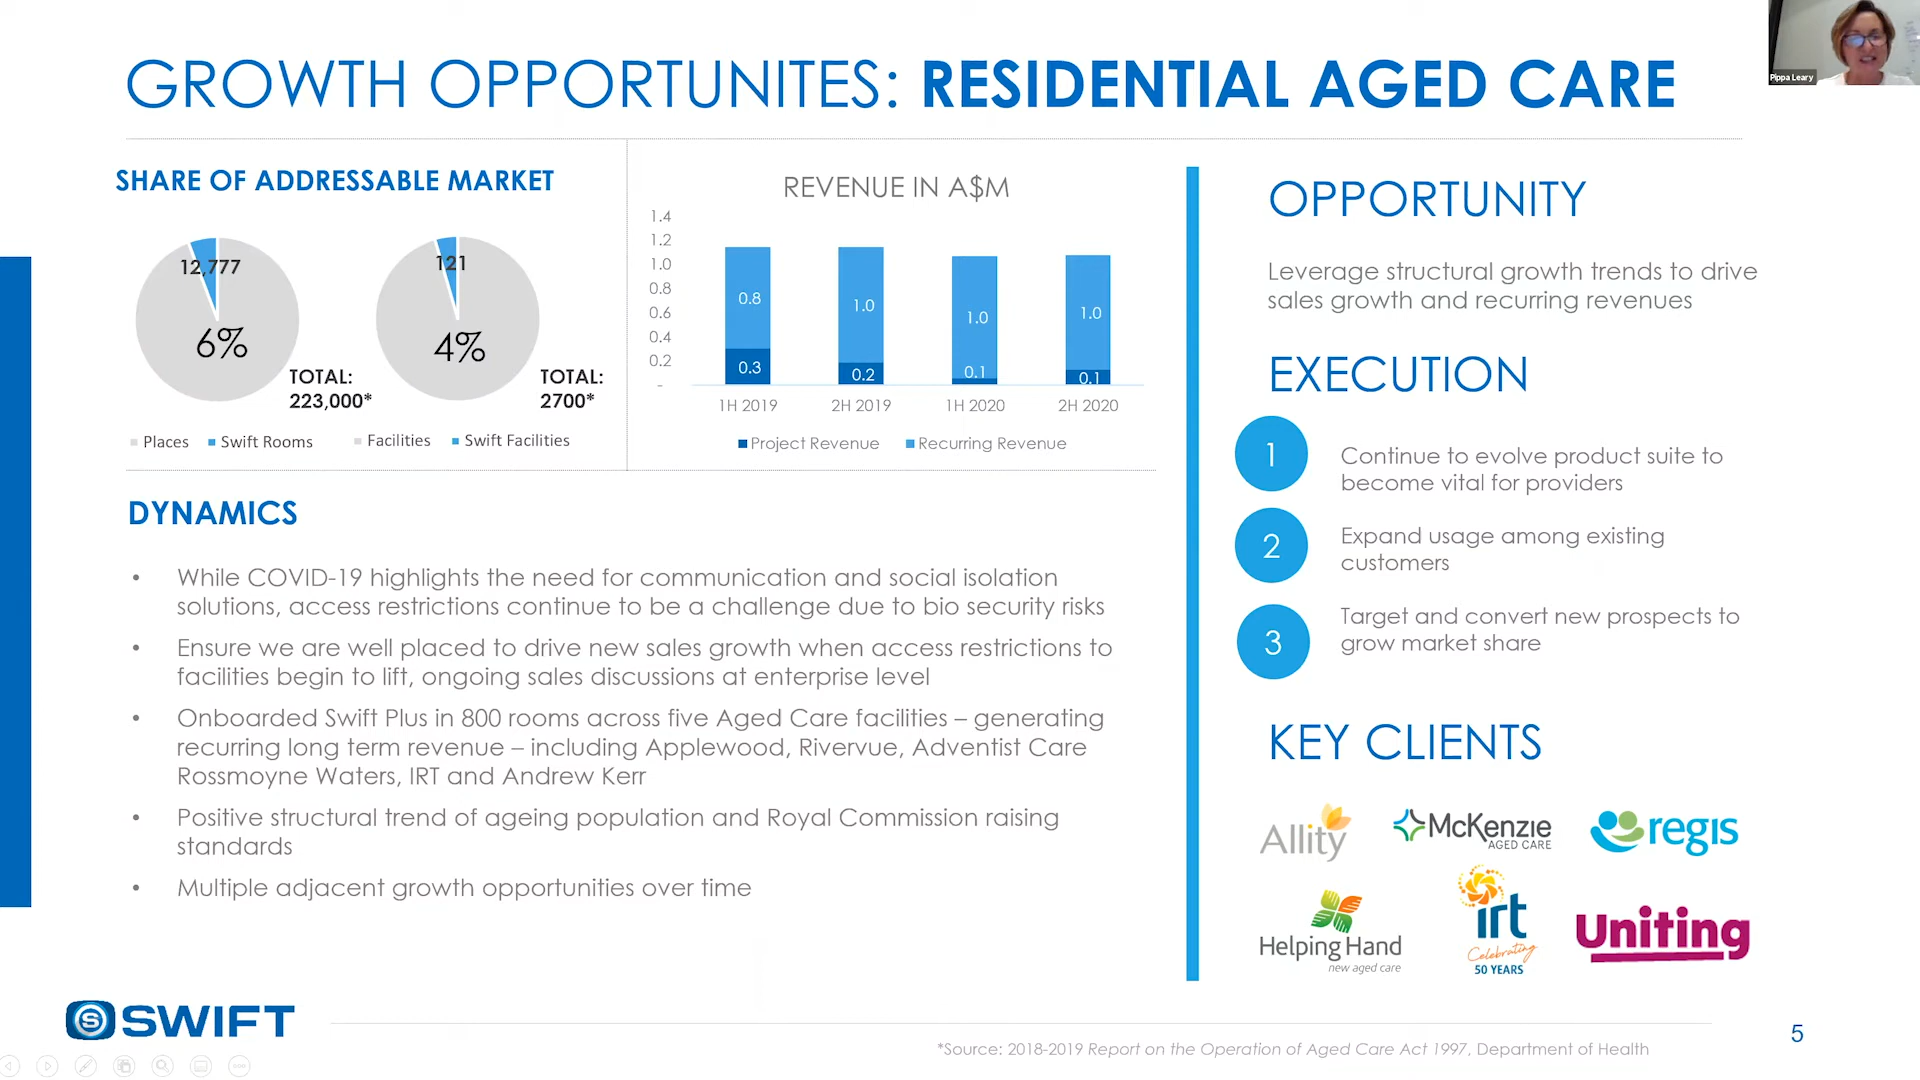 Pippa Leary
GROWTH OPPORTUNITES: RESIDENTIAL AGED CARE
SHARE OF ADDRESSABLE MARKET
12,777
6%
TOTAL:
223,000*
Places Swift Rooms
121
4%
TOTAL:
2700*
Facilities Swift Facilities
REVENUE IN A$M
1.4
1.2
1.0
0.8
0.6
0.4
0.2
-
0.8 1.0 1.0 1.0
0.3 0.2 0.1 0.1
1H 2019 2H 2019 1H 2020 2H 2020
Project Revenue Recurring Revenue
DYNAMICS
• While COVID-19 highlights the need for communication and social isolation
solutions, access restrictions continue to be a challenge due to bio security risks
• Ensure we are well placed to drive new sales growth when access restrictions to
facilities begin to lift, ongoing sales discussions at enterprise level
• Onboarded Swift Plus in 800 rooms across five Aged Care facilities – generating
recurring long term revenue – including Applewood, Rivervue, Adventist Care
Rossmoyne Waters, IRT and Andrew Kerr
• Positive structural trend of ageing population and Royal Commission raising
standards
• Multiple adjacent growth opportunities over time
OPPORTUNITY
Leverage structural growth trends to drive
sales growth and recurring revenues
EXECUTION
1
Continue to evolve product suite to
become vital for providers
2
Expand usage among existing
customers
3
Target and convert new prospects to
grow market share
KEY CLIENTS
Allity
McKenzie
AGED CARE
regis
Helping Hand
new aged care
irt
Celebrating
50 YEARS
Uniting
S SWIFT
*Source: 2018-2019 Report on the Operation of Aged Care Act 1997, Department of Health
5